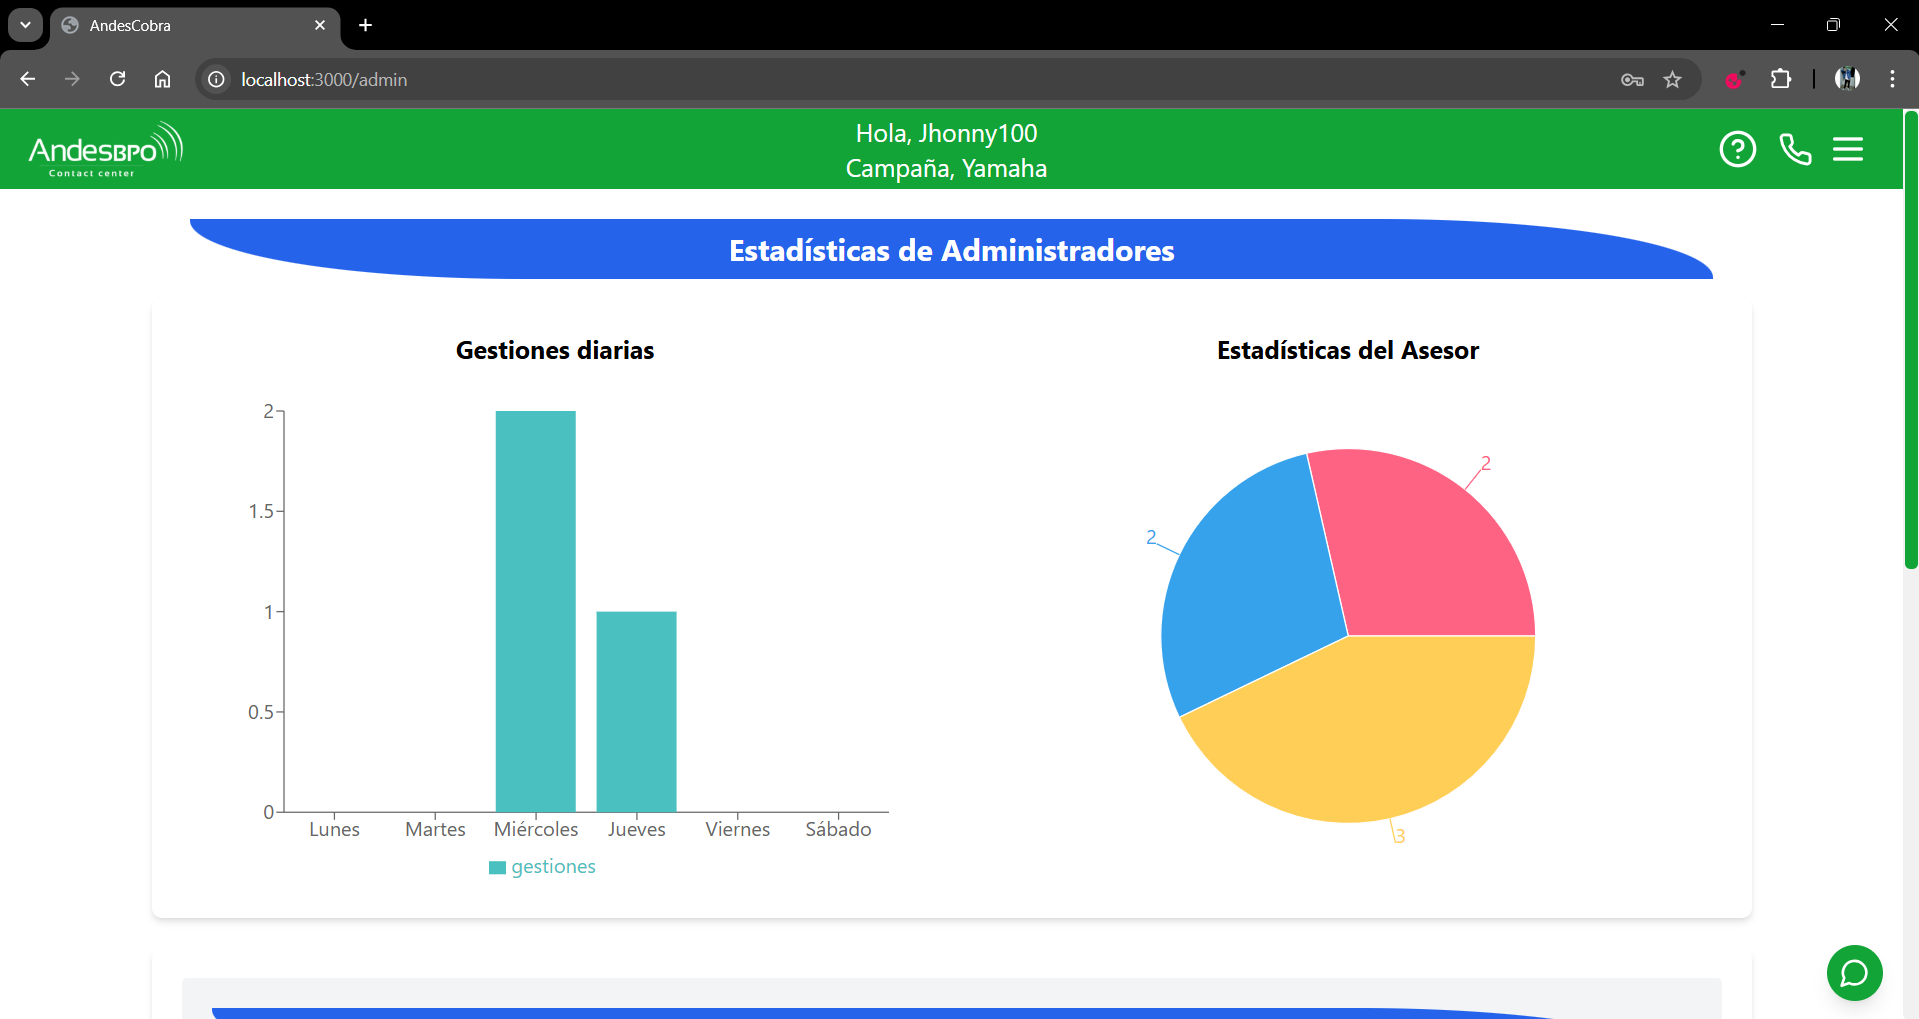 AndesCobra
localhost:3000/admin
AndesBPO
Contact center
Hola, Jhonny100
Campaña, Yamaha
Estadísticas de Administradores
Gestiones diarias
2
1.5
1
0.5
0
Lunes Martes Miércoles Jueves Viernes Sábado
gestiones
Estadísticas del Asesor
2
2
3